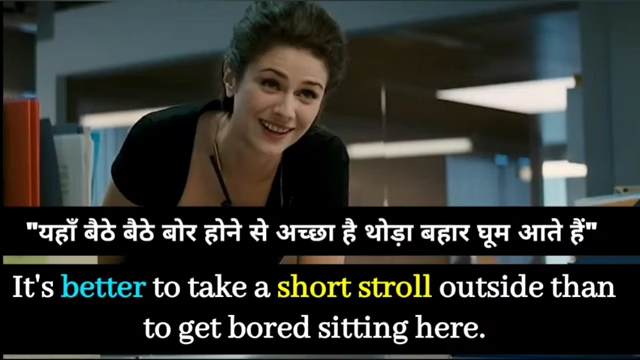 "यहाँ बैठे बैठे बोर होने से अच्छा है थोड़ा बहार घूम आते हैं"
It's better to take a short stroll outside than
to get bored sitting here.